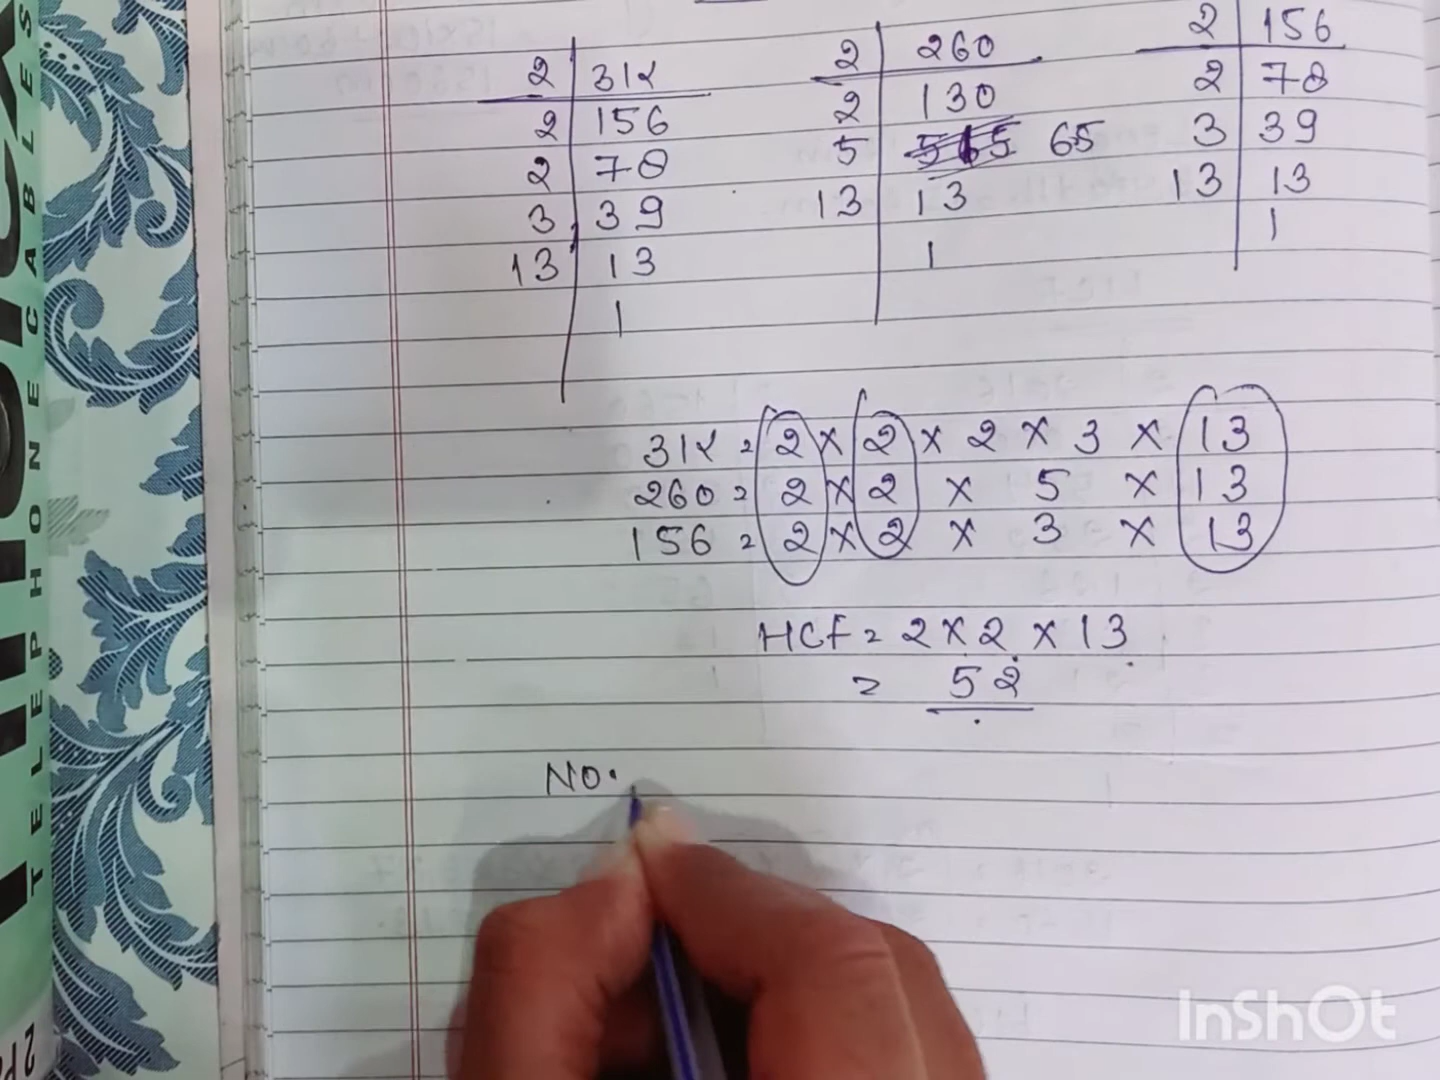 2 | 312
2 | 156
2 | 78
3 | 39
13 | 13
1
2 | 260
2 | 130
5 | 65
13 | 13
1
2 | 156
2 | 78
3 | 39
13 | 13
1
312 = 2 × 2 × 2 × 3 × 13
260 = 2 × 2 × 5 × 13
156 = 2 × 2 × 3 × 13
HCF = 2 × 2 × 13
= 52
NO.
TELEPHONE CABLES
InShOt